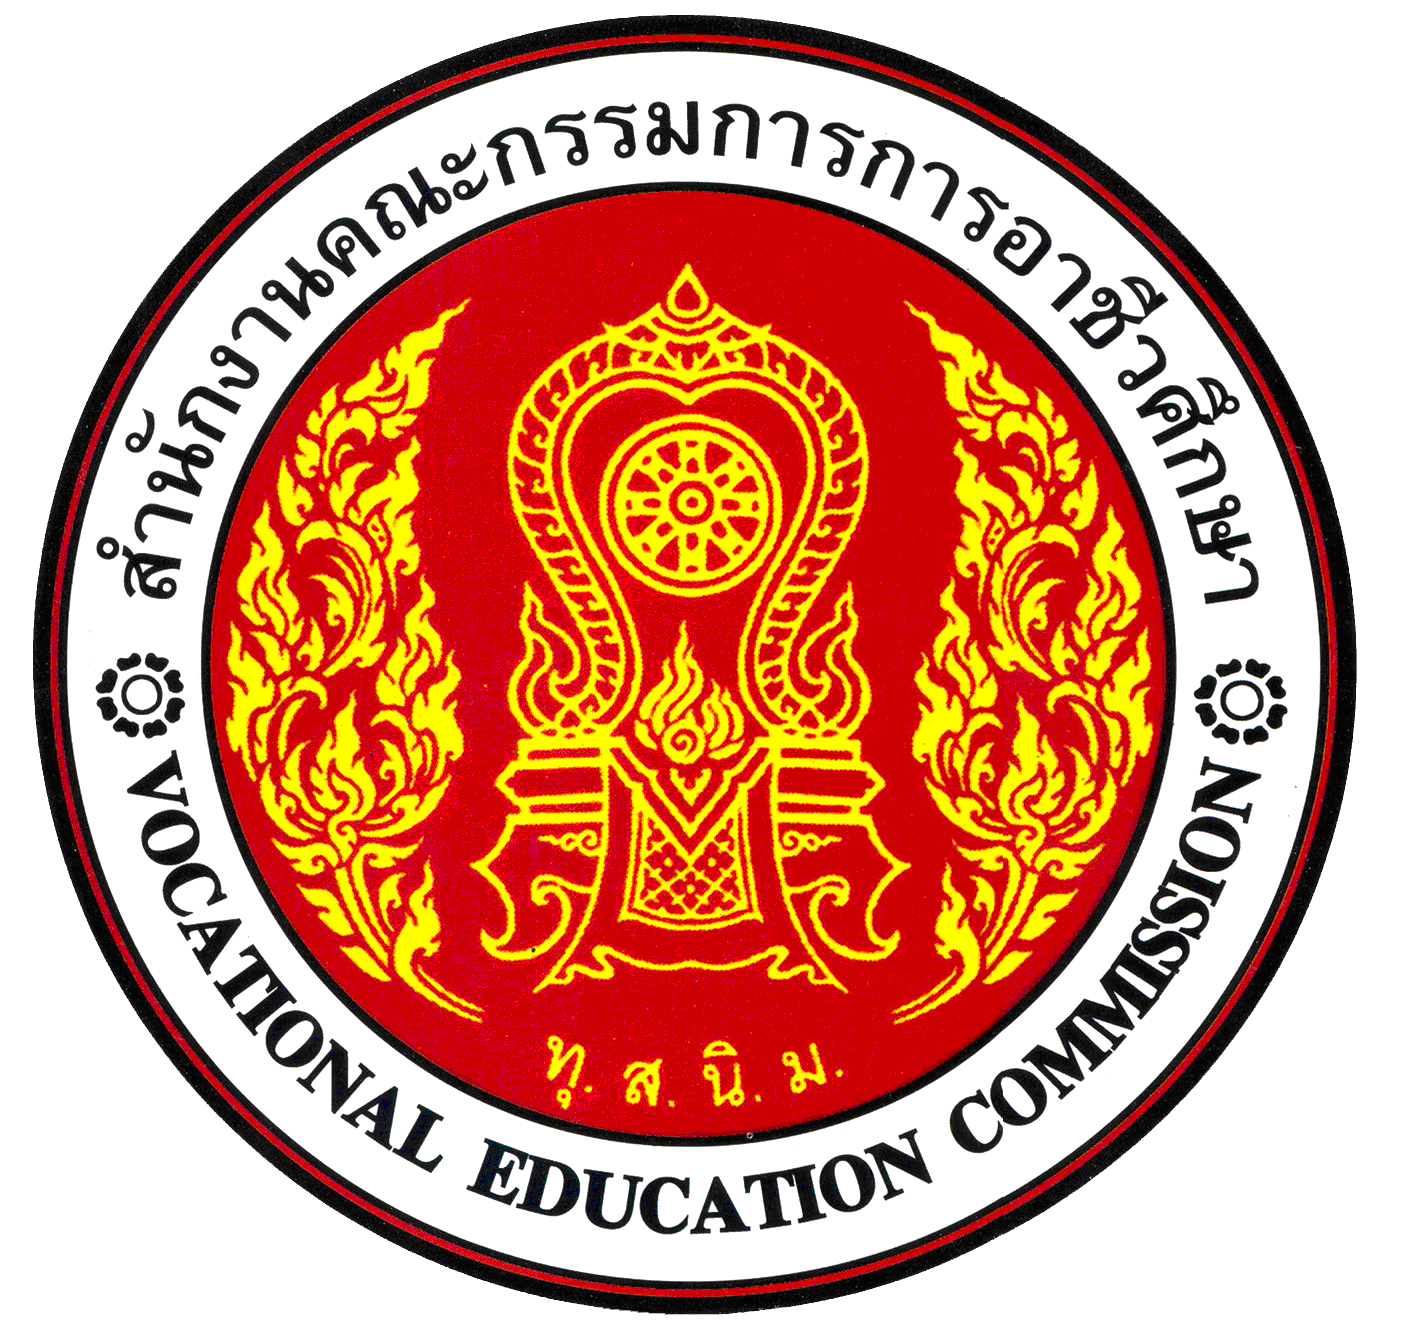 สำนักงานคณะกรรมการการอาชีวศึกษา
ทุ. ส. นิ. ม.
VOCATIONAL EDUCATION COMMISSION